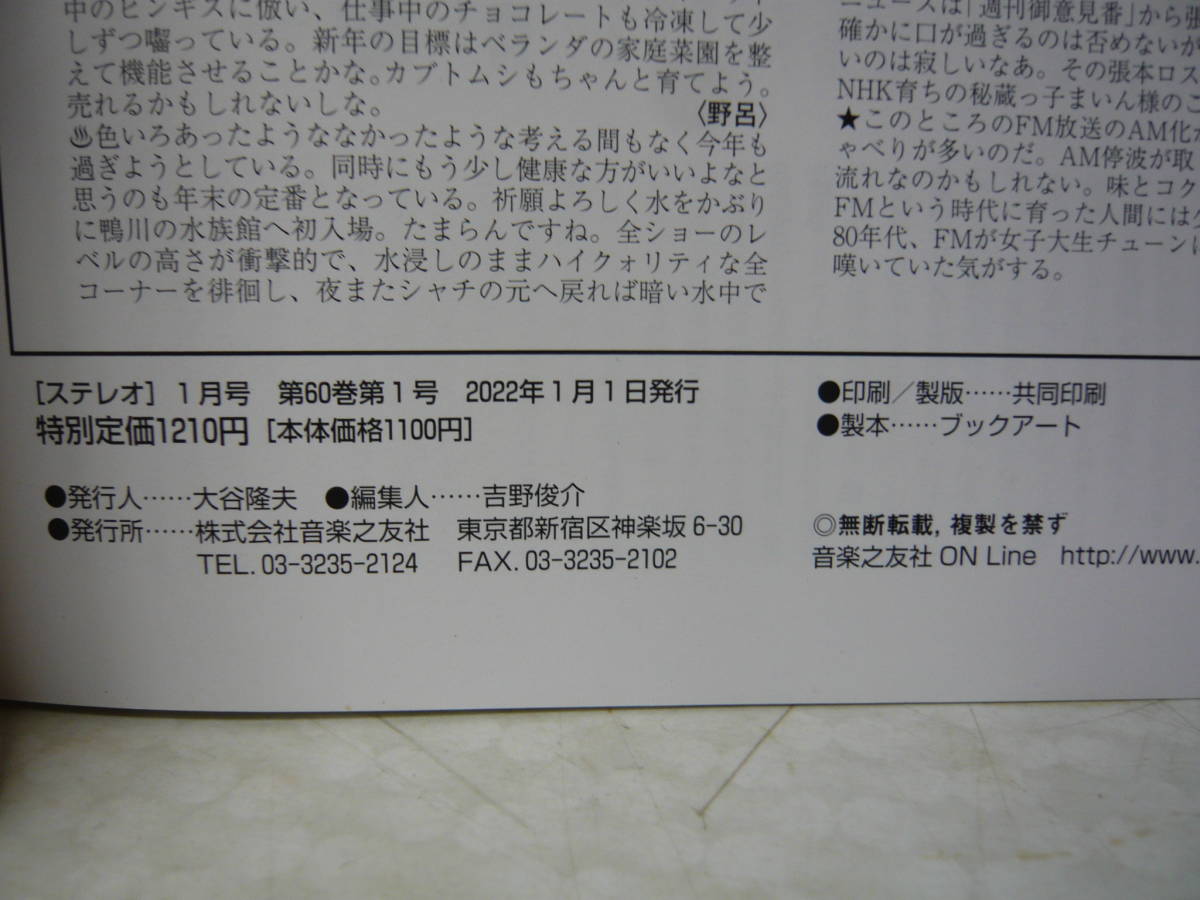 中のピンキスに倣い、仕事中のチョコレートも冷凍して少
しずつ囓っている。新年の目標はベランダの家庭菜園を整
えて機能させることかな。カブトムシもちゃんと育てよう。
売れるかもしれないしな。 〈野呂〉
♨色いろあったようななかったような考える間もなく今年も
過ぎようとしている。同時にもう少し健康な方がいいよなと
思うのも年末の定番となっている。祈願よろしく水をかぶり
に鴨川の水族館へ初入場。たまらんですね。全ショーのレ
ベルの高さが衝撃的で、水浸しのままハイクォリティな全
コーナーを徘徊し、夜またシャチの元へ戻れば暗い水中で
ニュースは「週刊御意見番」から張
確かに口が過ぎるのは否めないが
いのは寂しいなあ。その張本ロス
NHK育ちの秘蔵っ子まいん様のこ
★このところのFM放送のAM化
ゃべりが多いのだ。AM停波が取
流れなのかもしれない。味とコク
FMという時代に育った人間には
80年代、FMが女子大生チューンに
嘆いていた気がする。
[ステレオ] 1月号 第60巻第1号 2022年1月1日発行
特別定価1210円 [本体価格1100円]
●発行人……大谷隆夫 ●編集人……吉野俊介
●発行所……株式会社音楽之友社 東京都新宿区神楽坂6-30
TEL. 03-3235-2124 FAX. 03-3235-2102
●印刷／製版……共同印刷
●製本……ブックアート
◎無断転載, 複製を禁ず
音楽之友社 ON Line http://www.